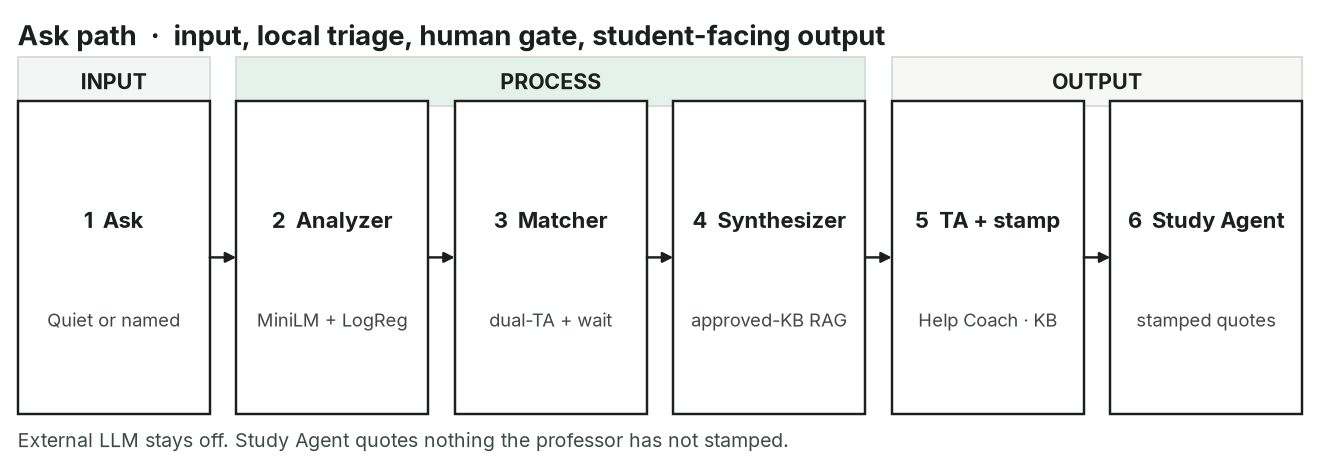 Ask path · input, local triage, human gate, student-facing output
INPUT
PROCESS
OUTPUT
1 Ask
2 Analyzer
3 Matcher
4 Synthesizer
5 TA + stamp
6 Study Agent
Quiet or named
MiniLM + LogReg
dual-TA + wait
approved-KB RAG
Help Coach · KB
stamped quotes
External LLM stays off. Study Agent quotes nothing the professor has not stamped.